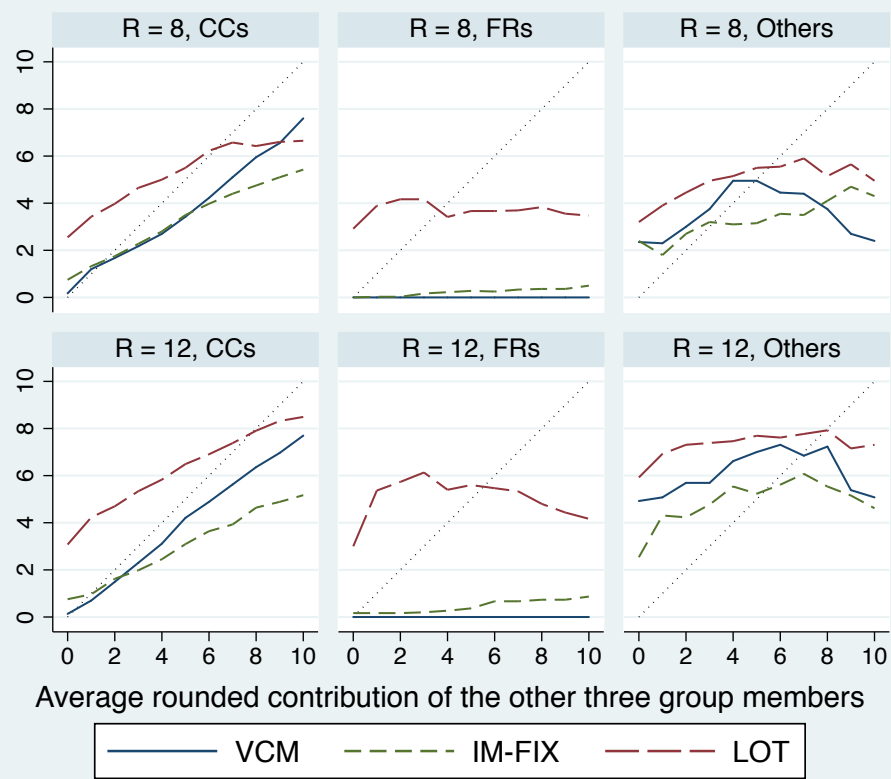 R = 8, CCs
R = 8, FRs
R = 8, Others
10
8
6
4
2
0
R = 12, CCs
R = 12, FRs
R = 12, Others
10
8
6
4
2
0
0 2 4 6 8 10
0 2 4 6 8 10
0 2 4 6 8 10
Average rounded contribution of the other three group members
VCM
IM-FIX
LOT